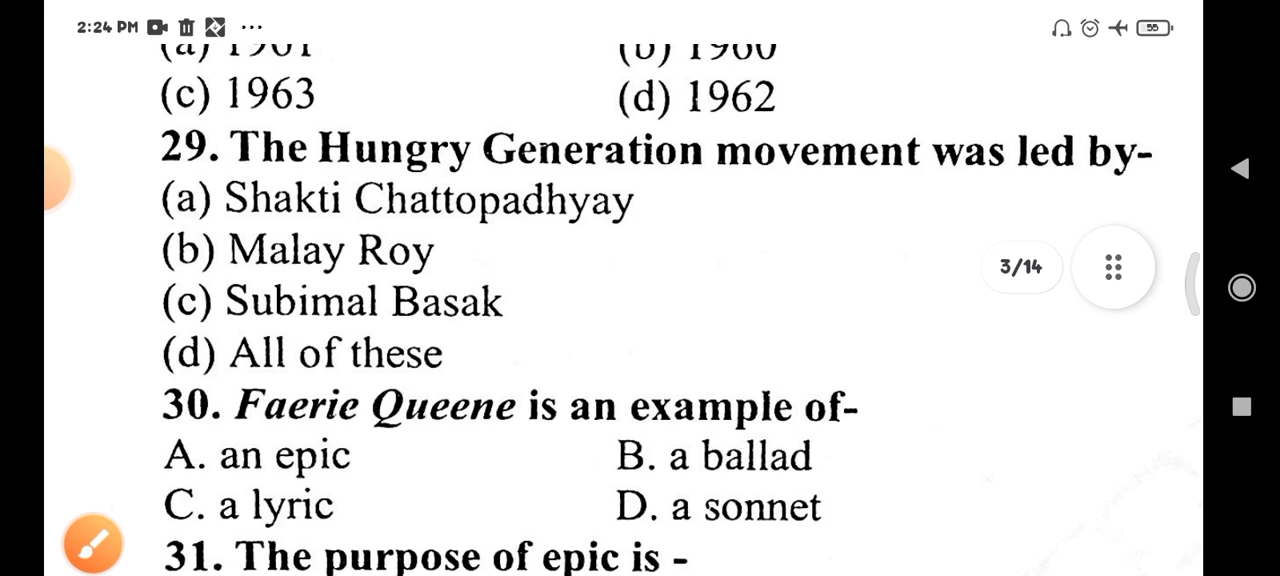 2:24 PM ...
55
(c) 1963 (d) 1962
29. The Hungry Generation movement was led by-
(a) Shakti Chattopadhyay
(b) Malay Roy
3/14
(c) Subimal Basak
(d) All of these
30. Faerie Queene is an example of-
A. an epic B. a ballad
C. a lyric D. a sonnet
31. The purpose of epic is -